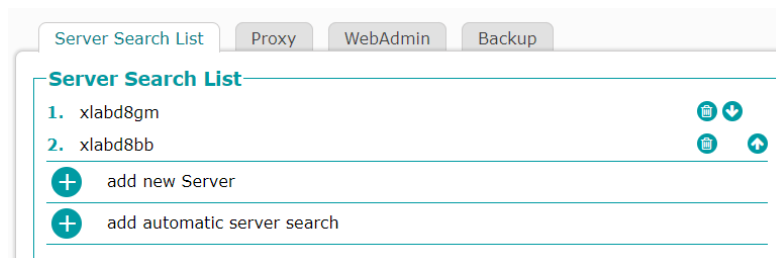 Server Search List Proxy WebAdmin Backup
Server Search List
1. xlabd8gm
2. xlabd8bb
add new Server
add automatic server search